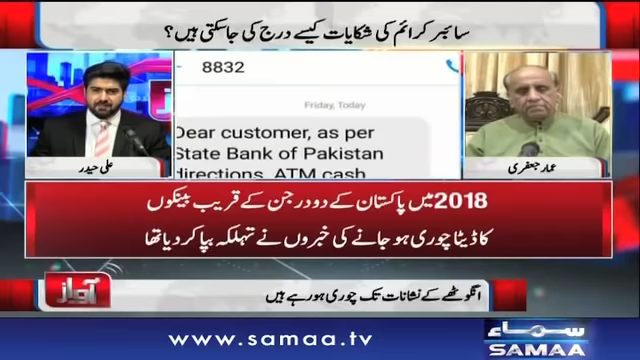 سائبر کرائم کی شکایات کیسے درج کی جاسکتی ہیں؟
8832
Friday, Today
Dear customer, as per
State Bank of Pakistan
directions, ATM cash
علی حیدر
عمار جعفری
2018 میں پاکستان کے دو درجن کے قریب بینکوں
کا ڈیٹا چوری ہو جانے کی خبروں نے تہلکہ بپا کر دیا تھا
آواز
انگوٹھے کے نشانات تک چوری ہو رہے ہیں
www.samaa.tv
سماء
SAMAA